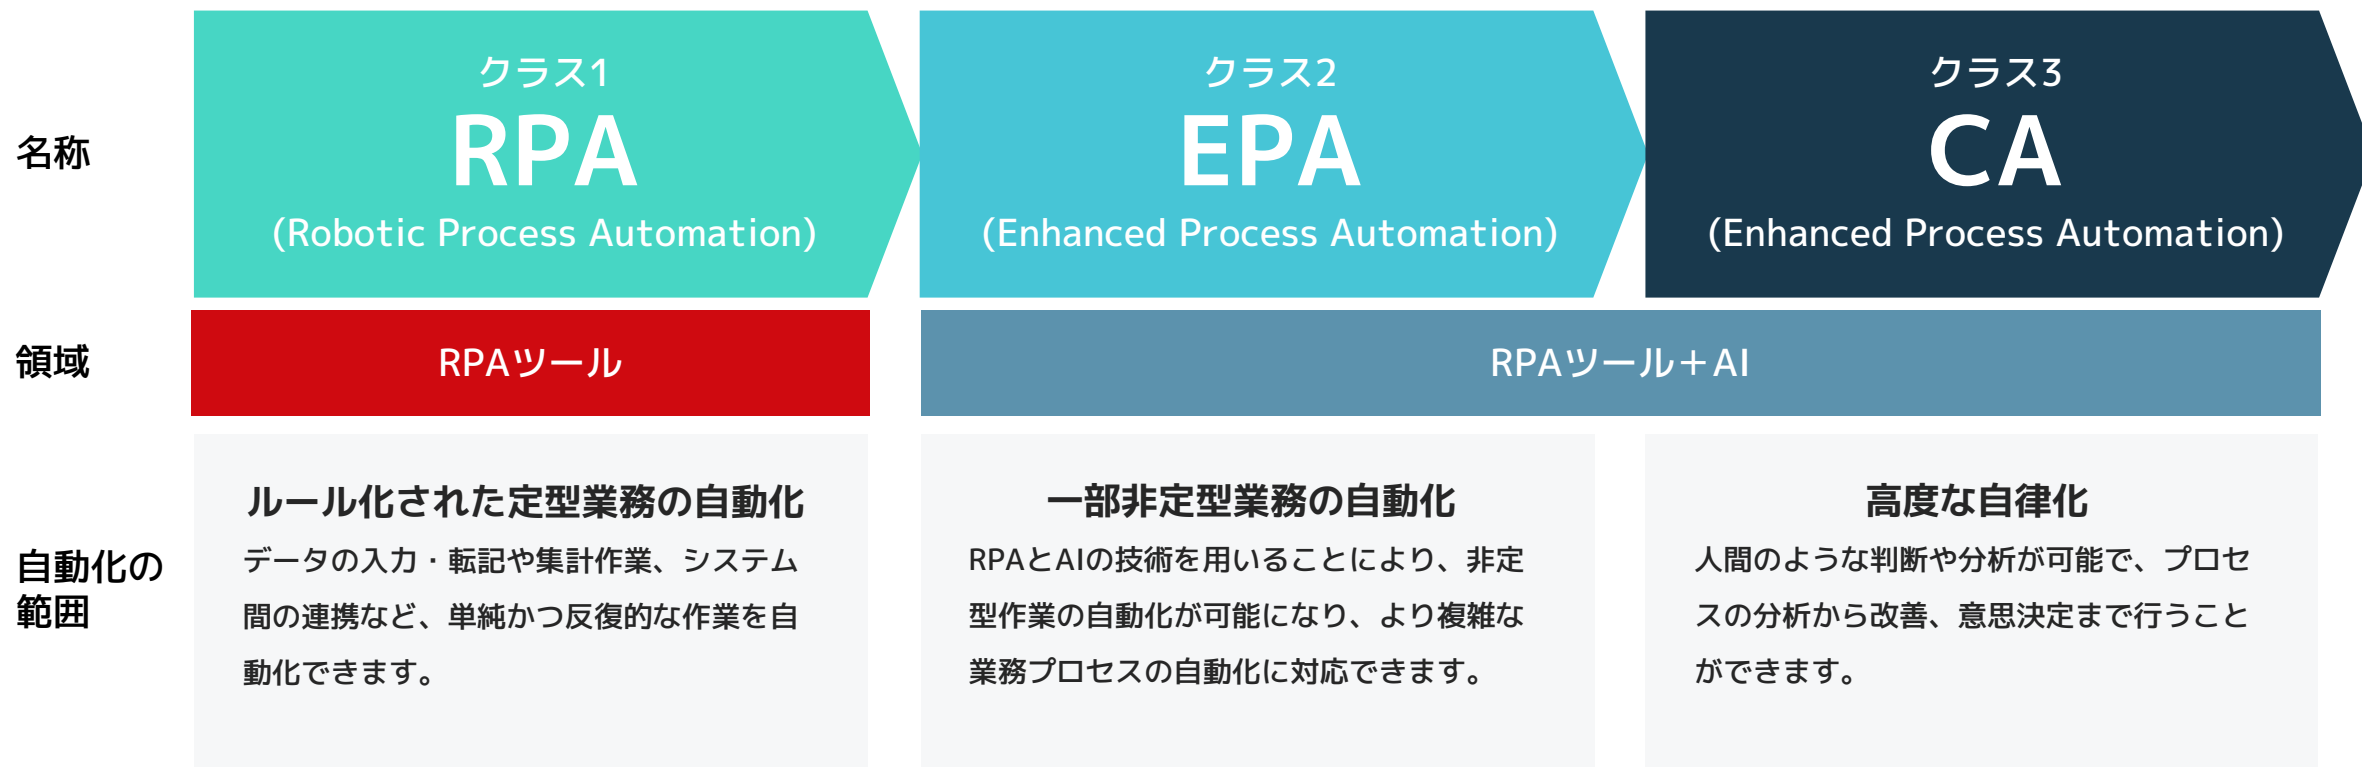 名称
クラス1
RPA
(Robotic Process Automation)
クラス2
EPA
(Enhanced Process Automation)
クラス3
CA
(Enhanced Process Automation)
領域
RPAツール
RPAツール＋AI
自動化の
範囲
ルール化された定型業務の自動化
データの入力・転記や集計作業、システム
間の連携など、単純かつ反復的な作業を自
動化できます。
一部非定型業務の自動化
RPAとAIの技術を用いることにより、非定
型作業の自動化が可能になり、より複雑な
業務プロセスの自動化に対応できます。
高度な自律化
人間のような判断や分析が可能で、プロセ
スの分析から改善、意思決定まで行うこと
ができます。